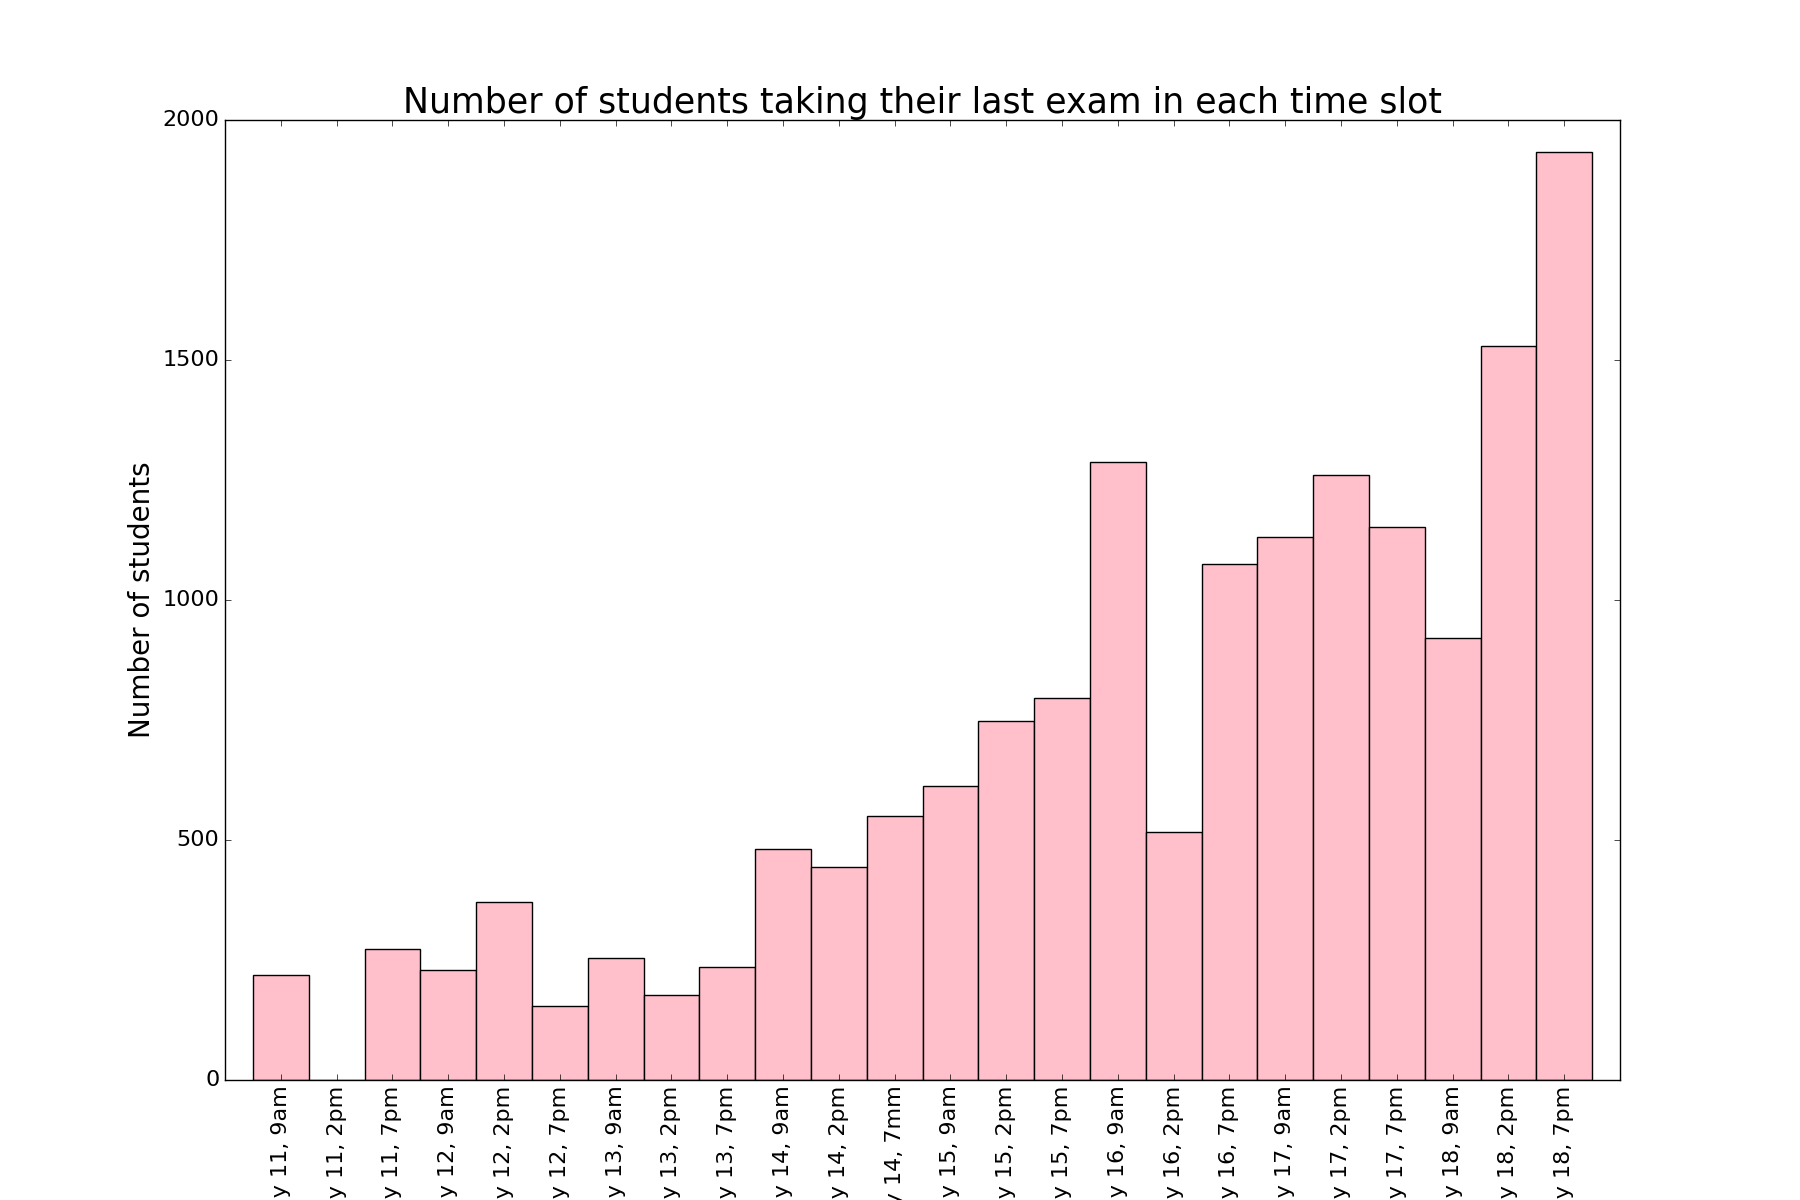 Number of students taking their last exam in each time slot
2000
1500
1000
500
0
Number of students
y 11, 9am
y 11, 2pm
y 11, 7pm
y 12, 9am
y 12, 2pm
y 12, 7pm
y 13, 9am
y 13, 2pm
y 13, 7pm
y 14, 9am
y 14, 2pm
y 14, 7mm
y 15, 9am
y 15, 2pm
y 15, 7pm
y 16, 9am
y 16, 2pm
y 16, 7pm
y 17, 9am
y 17, 2pm
y 17, 7pm
y 18, 9am
y 18, 2pm
y 18, 7pm